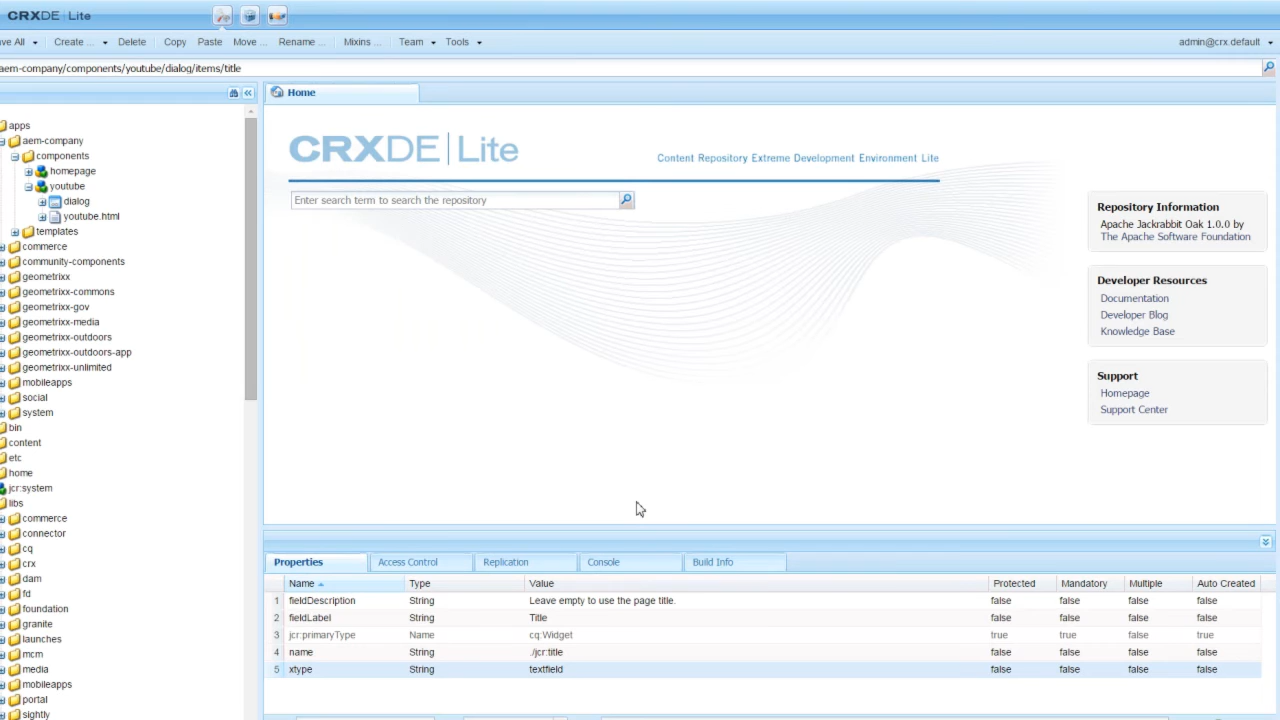 CRXDE | Lite
ve All Create ... Delete Copy Paste Move ... Rename ... Mixins ... Team Tools admin@crx.default
aem-company/components/youtube/dialog/items/title
Home
apps
aem-company
components
homepage
youtube
dialog
youtube.html
templates
commerce
community-components
geometrixx
geometrixx-commons
geometrixx-gov
geometrixx-media
geometrixx-outdoors
geometrixx-outdoors-app
geometrixx-unlimited
mobileapps
social
system
bin
content
etc
home
jcr:system
libs
commerce
connector
cq
crx
dam
fd
foundation
granite
launches
mcm
media
mobileapps
portal
sightly
CRXDE | Lite
Content Repository Extreme Development Environment Lite
Enter search term to search the repository
Repository Information
Apache Jackrabbit Oak 1.0.0 by
The Apache Software Foundation
Developer Resources
Documentation
Developer Blog
Knowledge Base
Support
Homepage
Support Center
Properties Access Control Replication Console Build Info
Name Type Value Protected Mandatory Multiple Auto Created
1 fieldDescription String Leave empty to use the page title. false false false false
2 fieldLabel String Title false false false false
3 jcr:primaryType Name cq:Widget true true false true
4 name String ./jcr:title false false false false
5 xtype String textfield false false false false